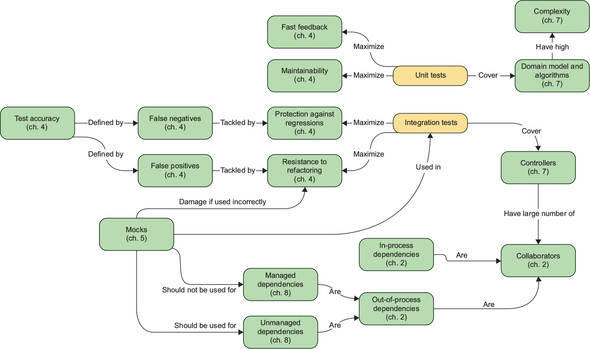 Complexity
(ch. 7)
Fast feedback
(ch. 4)
Maximize
Have high
Maintainability
(ch. 4)
Maximize
Unit tests
Cover
Domain model and
algorithms
(ch. 7)
Test accuracy
(ch. 4)
Defined by
False negatives
(ch. 4)
Tackled by
Protection against
regressions
(ch. 4)
Maximize
Integration tests
Cover
Defined by
Maximize
False positives
(ch. 4)
Tackled by
Resistance to
refactoring
(ch. 4)
Used in
Controllers
(ch. 7)
Damage if used incorrectly
Have large number of
Mocks
(ch. 5)
In-process
dependencies
(ch. 2)
Are
Collaborators
(ch. 2)
Should not be used for
Managed
dependencies
(ch. 8)
Are
Out-of-process
dependencies
(ch. 2)
Are
Should be used for
Unmanaged
dependencies
(ch. 8)
Are